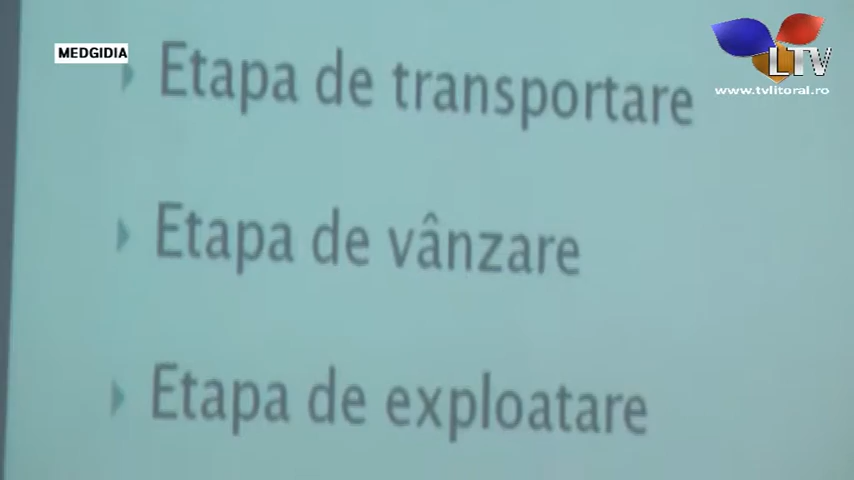 MEDGIDIA
LTV
www.tvlitoral.ro
Etapa de transportare
Etapa de vânzare
Etapa de exploatare